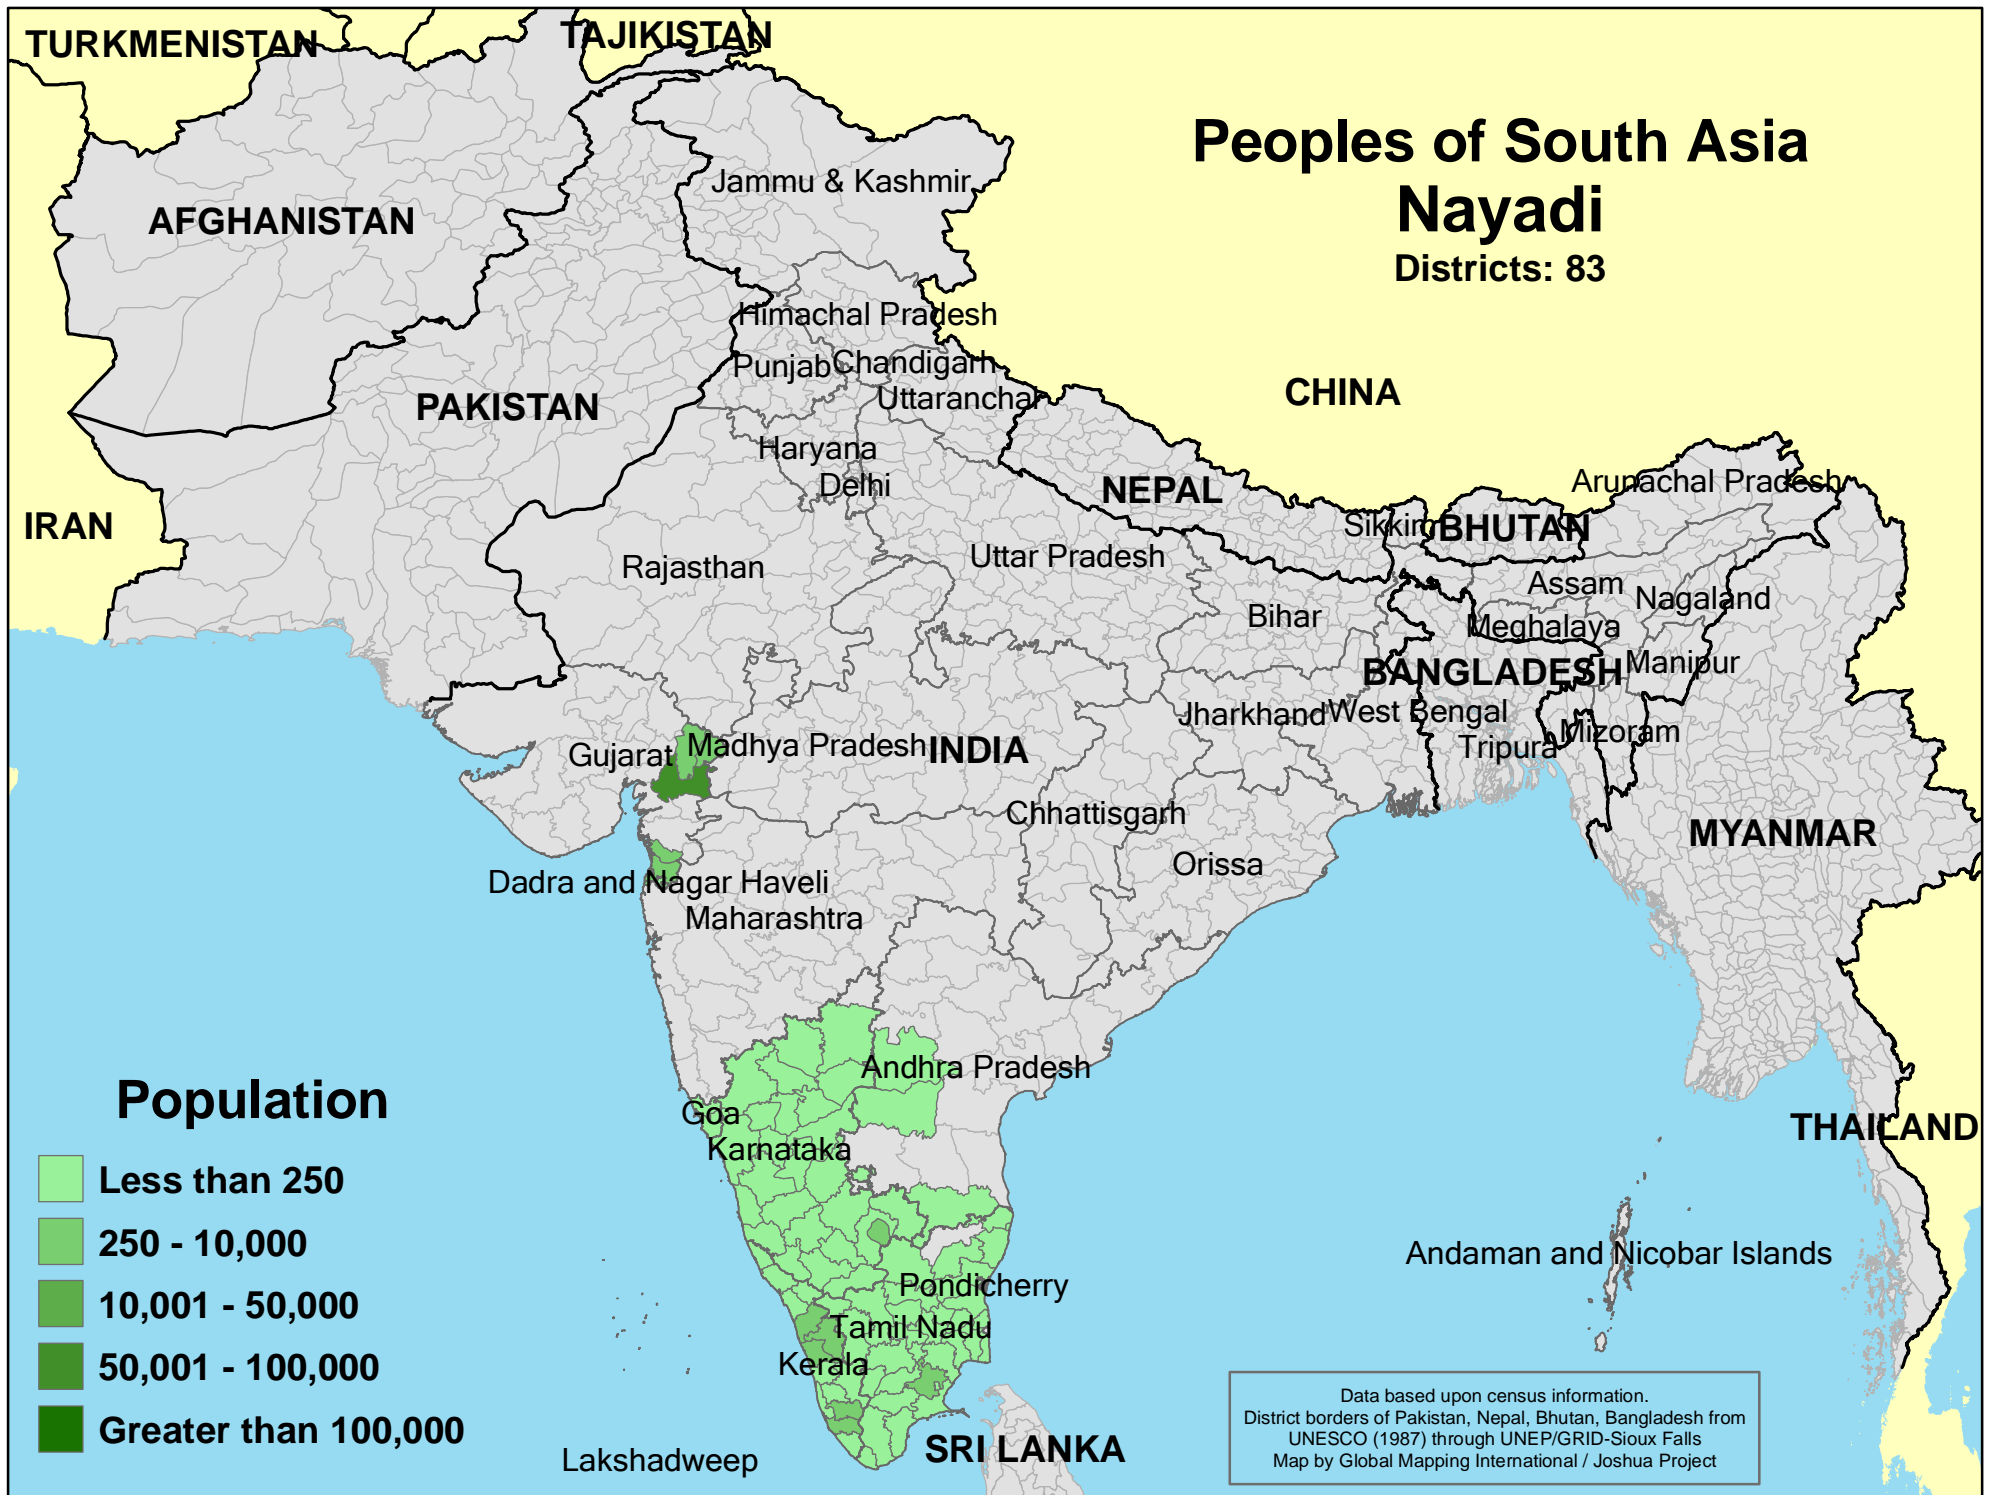 TURKMENISTAN
TAJIKISTAN
Peoples of South Asia
Nayadi
Districts: 83
Jammu & Kashmir
AFGHANISTAN
Himachal Pradesh
Punjab
Chandigarh
CHINA
Uttaranchal
PAKISTAN
Haryana
Delhi
NEPAL
Arunachal Pradesh
IRAN
Sikkim
BHUTAN
Uttar Pradesh
Rajasthan
Assam
Nagaland
Bihar
Meghalaya
BANGLADESH
Manipur
Jharkhand
West Bengal
Mizoram
Tripura
Gujarat
Madhya Pradesh
INDIA
Chhattisgarh
MYANMAR
Orissa
Dadra and Nagar Haveli
Maharashtra
Andhra Pradesh
Goa
Karnataka
THAILAND
Population
Less than 250
250 - 10,000
10,001 - 50,000
50,001 - 100,000
Greater than 100,000
Andaman and Nicobar Islands
Pondicherry
Tamil Nadu
Kerala
Lakshadweep
SRI LANKA
Data based upon census information.
District borders of Pakistan, Nepal, Bhutan, Bangladesh from
UNESCO (1987) through UNEP/GRID-Sioux Falls
Map by Global Mapping International / Joshua Project